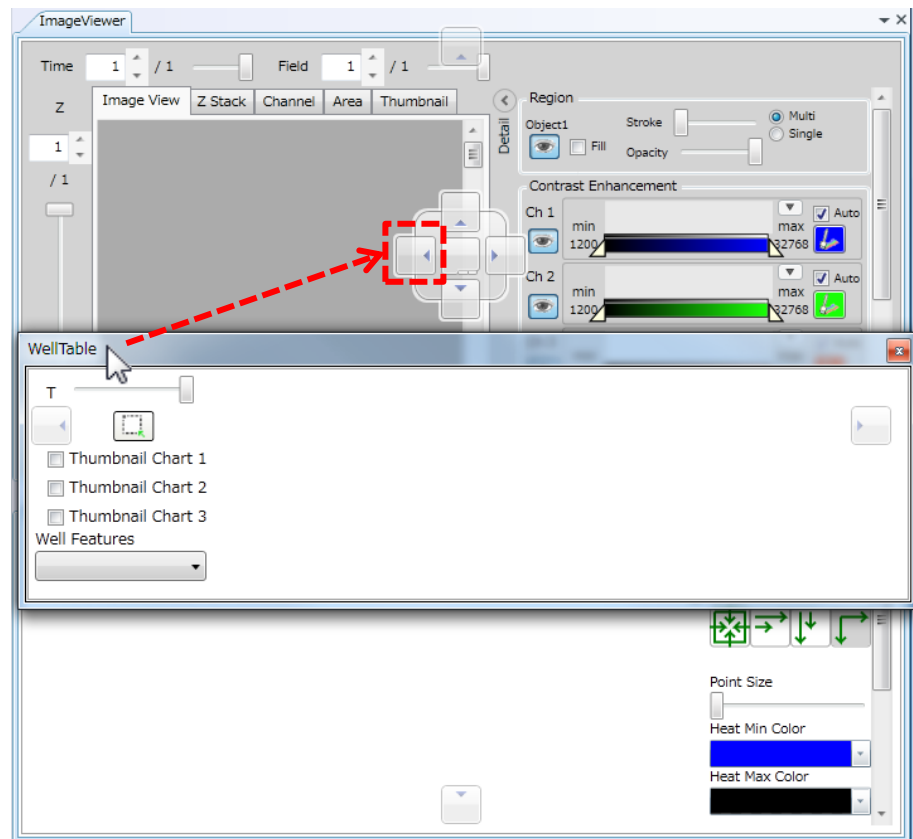 ImageViewer
Time 1 / 1 Field 1 / 1
Z
1
/ 1
Image View Z Stack Channel Area Thumbnail
Detail
Region
Object1
Fill
Stroke
Opacity
Multi
Single
Contrast Enhancement
Ch 1
min
1200
max
32768
Auto
Ch 2
min
1200
max
32768
Auto
WellTable
T
Thumbnail Chart 1
Thumbnail Chart 2
Thumbnail Chart 3
Well Features
Point Size
Heat Min Color
Heat Max Color